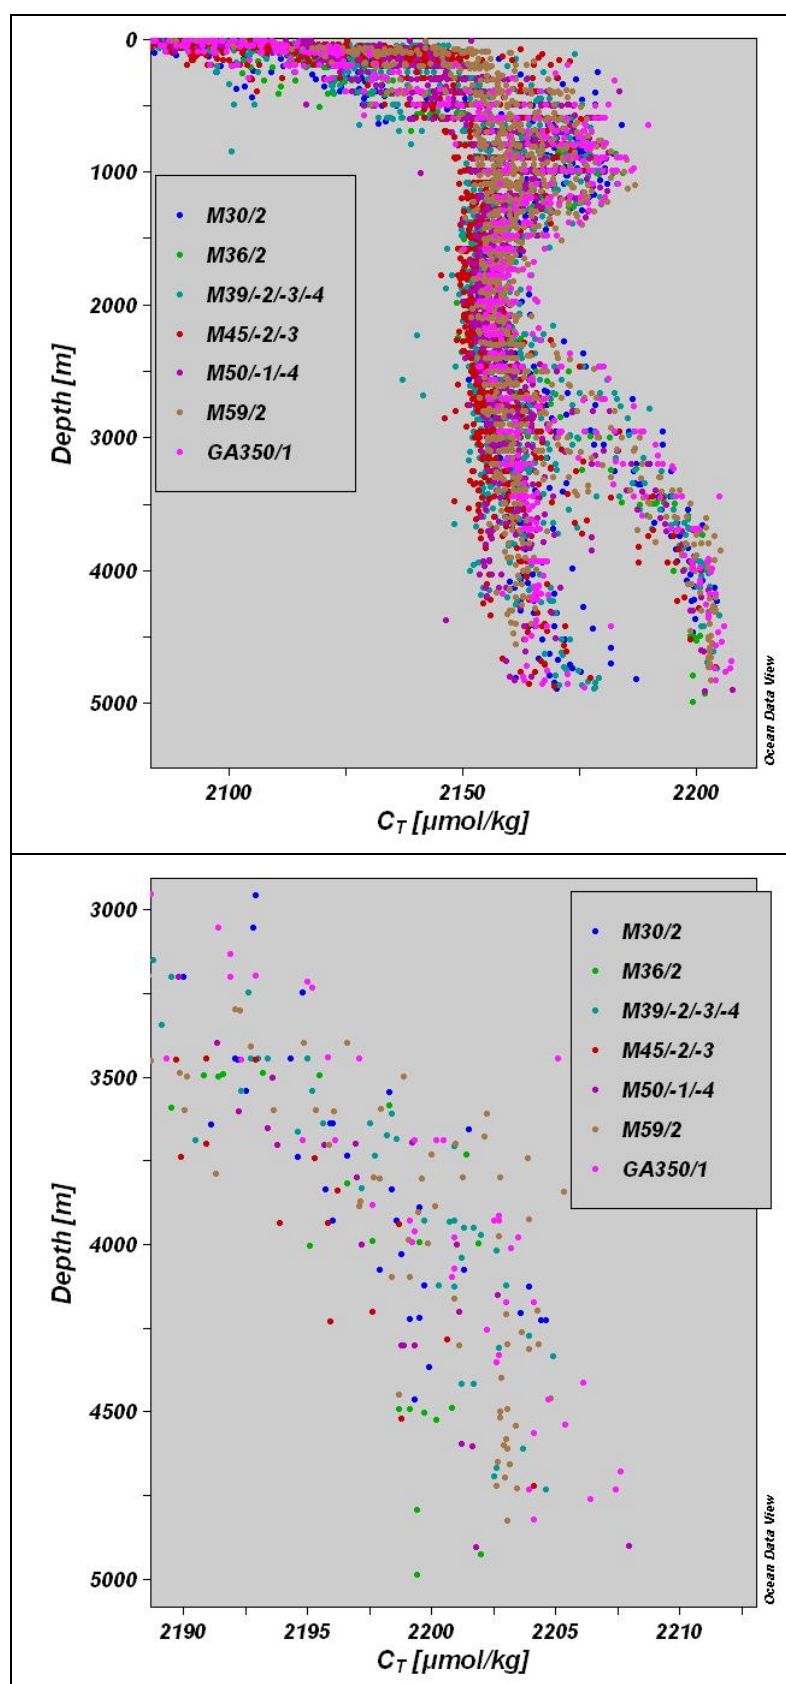 0
1000
2000
3000
4000
5000
Depth [m]
M30/2
M36/2
M39/-2/-3/-4
M45/-2/-3
M50/-1/-4
M59/2
GA350/1
2100 2150 2200
C_T [µmol/kg]
Ocean Data View
3000
3500
4000
4500
5000
Depth [m]
M30/2
M36/2
M39/-2/-3/-4
M45/-2/-3
M50/-1/-4
M59/2
GA350/1
2190 2195 2200 2205 2210
C_T [µmol/kg]
Ocean Data View